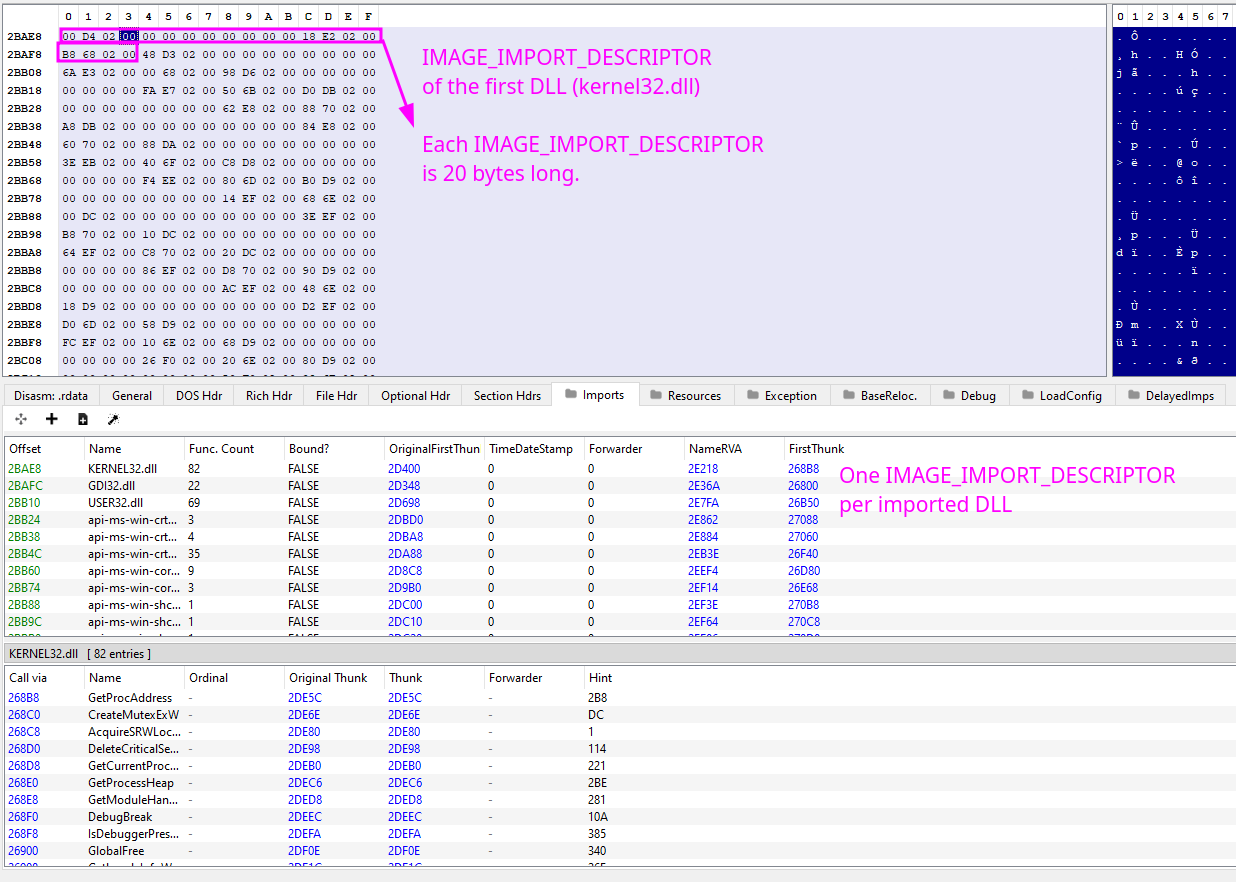 0 1 2 3 4 5 6 7 8 9 A B C D E F
0 1 2 3 4 5 6 7
2BAE8 00 D4 02 00 00 00 00 00 00 00 00 00 18 E2 02 00
2BAF8 B8 68 02 00 48 D3 02 00 00 00 00 00 00 00 00 00
2BB08 6A E3 02 00 00 68 02 00 98 D6 02 00 00 00 00 00
2BB18 00 00 00 00 FA E7 02 00 50 6B 02 00 D0 DB 02 00
2BB28 00 00 00 00 00 00 00 00 62 E8 02 00 88 70 02 00
2BB38 A8 DB 02 00 00 00 00 00 00 00 00 00 84 E8 02 00
2BB48 60 70 02 00 88 DA 02 00 00 00 00 00 00 00 00 00
2BB58 3E EB 02 00 40 6F 02 00 C8 D8 02 00 00 00 00 00
2BB68 00 00 00 00 F4 EE 02 00 80 6D 02 00 B0 D9 02 00
2BB78 00 00 00 00 00 00 00 00 14 EF 02 00 68 6E 02 00
2BB88 00 DC 02 00 00 00 00 00 00 00 00 00 3E EF 02 00
2BB98 B8 70 02 00 10 DC 02 00 00 00 00 00 00 00 00 00
2BBA8 64 EF 02 00 C8 70 02 00 20 DC 02 00 00 00 00 00
2BBB8 00 00 00 00 86 EF 02 00 D8 70 02 00 90 D9 02 00
2BBC8 00 00 00 00 00 00 00 00 AC EF 02 00 48 6E 02 00
2BBD8 18 D9 02 00 00 00 00 00 00 00 00 00 D2 EF 02 00
2BBE8 D0 6D 02 00 58 D9 02 00 00 00 00 00 00 00 00 00
2BBF8 FC EF 02 00 10 6E 02 00 68 D9 02 00 00 00 00 00
2BC08 00 00 00 00 26 F0 02 00 20 6E 02 00 80 D9 02 00
IMAGE_IMPORT_DESCRIPTOR
of the first DLL (kernel32.dll)
Each IMAGE_IMPORT_DESCRIPTOR
is 20 bytes long.
. Ô . . . . . .
¸ h . . H Ó . .
j ã . . . h . .
. . . . ú ç . .
. . . . . . . .
¨ Û . . . . . .
` p . . . Ú . .
> ë . . @ o . .
. . . . ô î . .
. . . . . . . .
. Ü . . . . . .
¸ p . . . Ü . .
d ï . . È p . .
. . . . . ï . .
. . . . . . . .
. Ù . . . . . .
Ð m . . X Ù . .
ü ï . . . n . .
. . . . & ð . .
Disasm: .rdata General DOS Hdr Rich Hdr File Hdr Optional Hdr Section Hdrs Imports Resources Exception BaseReloc. Debug LoadConfig DelayedImps
Offset Name Func. Count Bound? OriginalFirstThun TimeDateStamp Forwarder NameRVA FirstThunk
2BAE8 KERNEL32.dll 82 FALSE 2D400 0 0 2E218 268B8
2BAFC GDI32.dll 22 FALSE 2D348 0 0 2E36A 26800
2BB10 USER32.dll 69 FALSE 2D698 0 0 2E7FA 26B50
2BB24 api-ms-win-crt... 3 FALSE 2DBD0 0 0 2E862 27088
2BB38 api-ms-win-crt... 4 FALSE 2DBA8 0 0 2E884 27060
2BB4C api-ms-win-crt... 35 FALSE 2DA88 0 0 2EB3E 26F40
2BB60 api-ms-win-cor... 9 FALSE 2D8C8 0 0 2EEF4 26D80
2BB74 api-ms-win-cor... 3 FALSE 2D9B0 0 0 2EF14 26E68
2BB88 api-ms-win-shc... 1 FALSE 2DC00 0 0 2EF3E 270B8
2BB9C api-ms-win-shc... 1 FALSE 2DC10 0 0 2EF64 270C8
One IMAGE_IMPORT_DESCRIPTOR
per imported DLL
KERNEL32.dll [ 82 entries ]
Call via Name Ordinal Original Thunk Thunk Forwarder Hint
268B8 GetProcAddress - 2DE5C 2DE5C - 2B8
268C0 CreateMutexExW - 2DE6E 2DE6E - DC
268C8 AcquireSRWLoc... - 2DE80 2DE80 - 1
268D0 DeleteCriticalSe... - 2DE98 2DE98 - 114
268D8 GetCurrentProc... - 2DEB0 2DEB0 - 221
268E0 GetProcessHeap - 2DEC6 2DEC6 - 2BE
268E8 GetModuleHan... - 2DED8 2DED8 - 281
268F0 DebugBreak - 2DEEC 2DEEC - 10A
268F8 IsDebuggerPres... - 2DEFA 2DEFA - 385
26900 GlobalFree - 2DF0E 2DF0E - 340